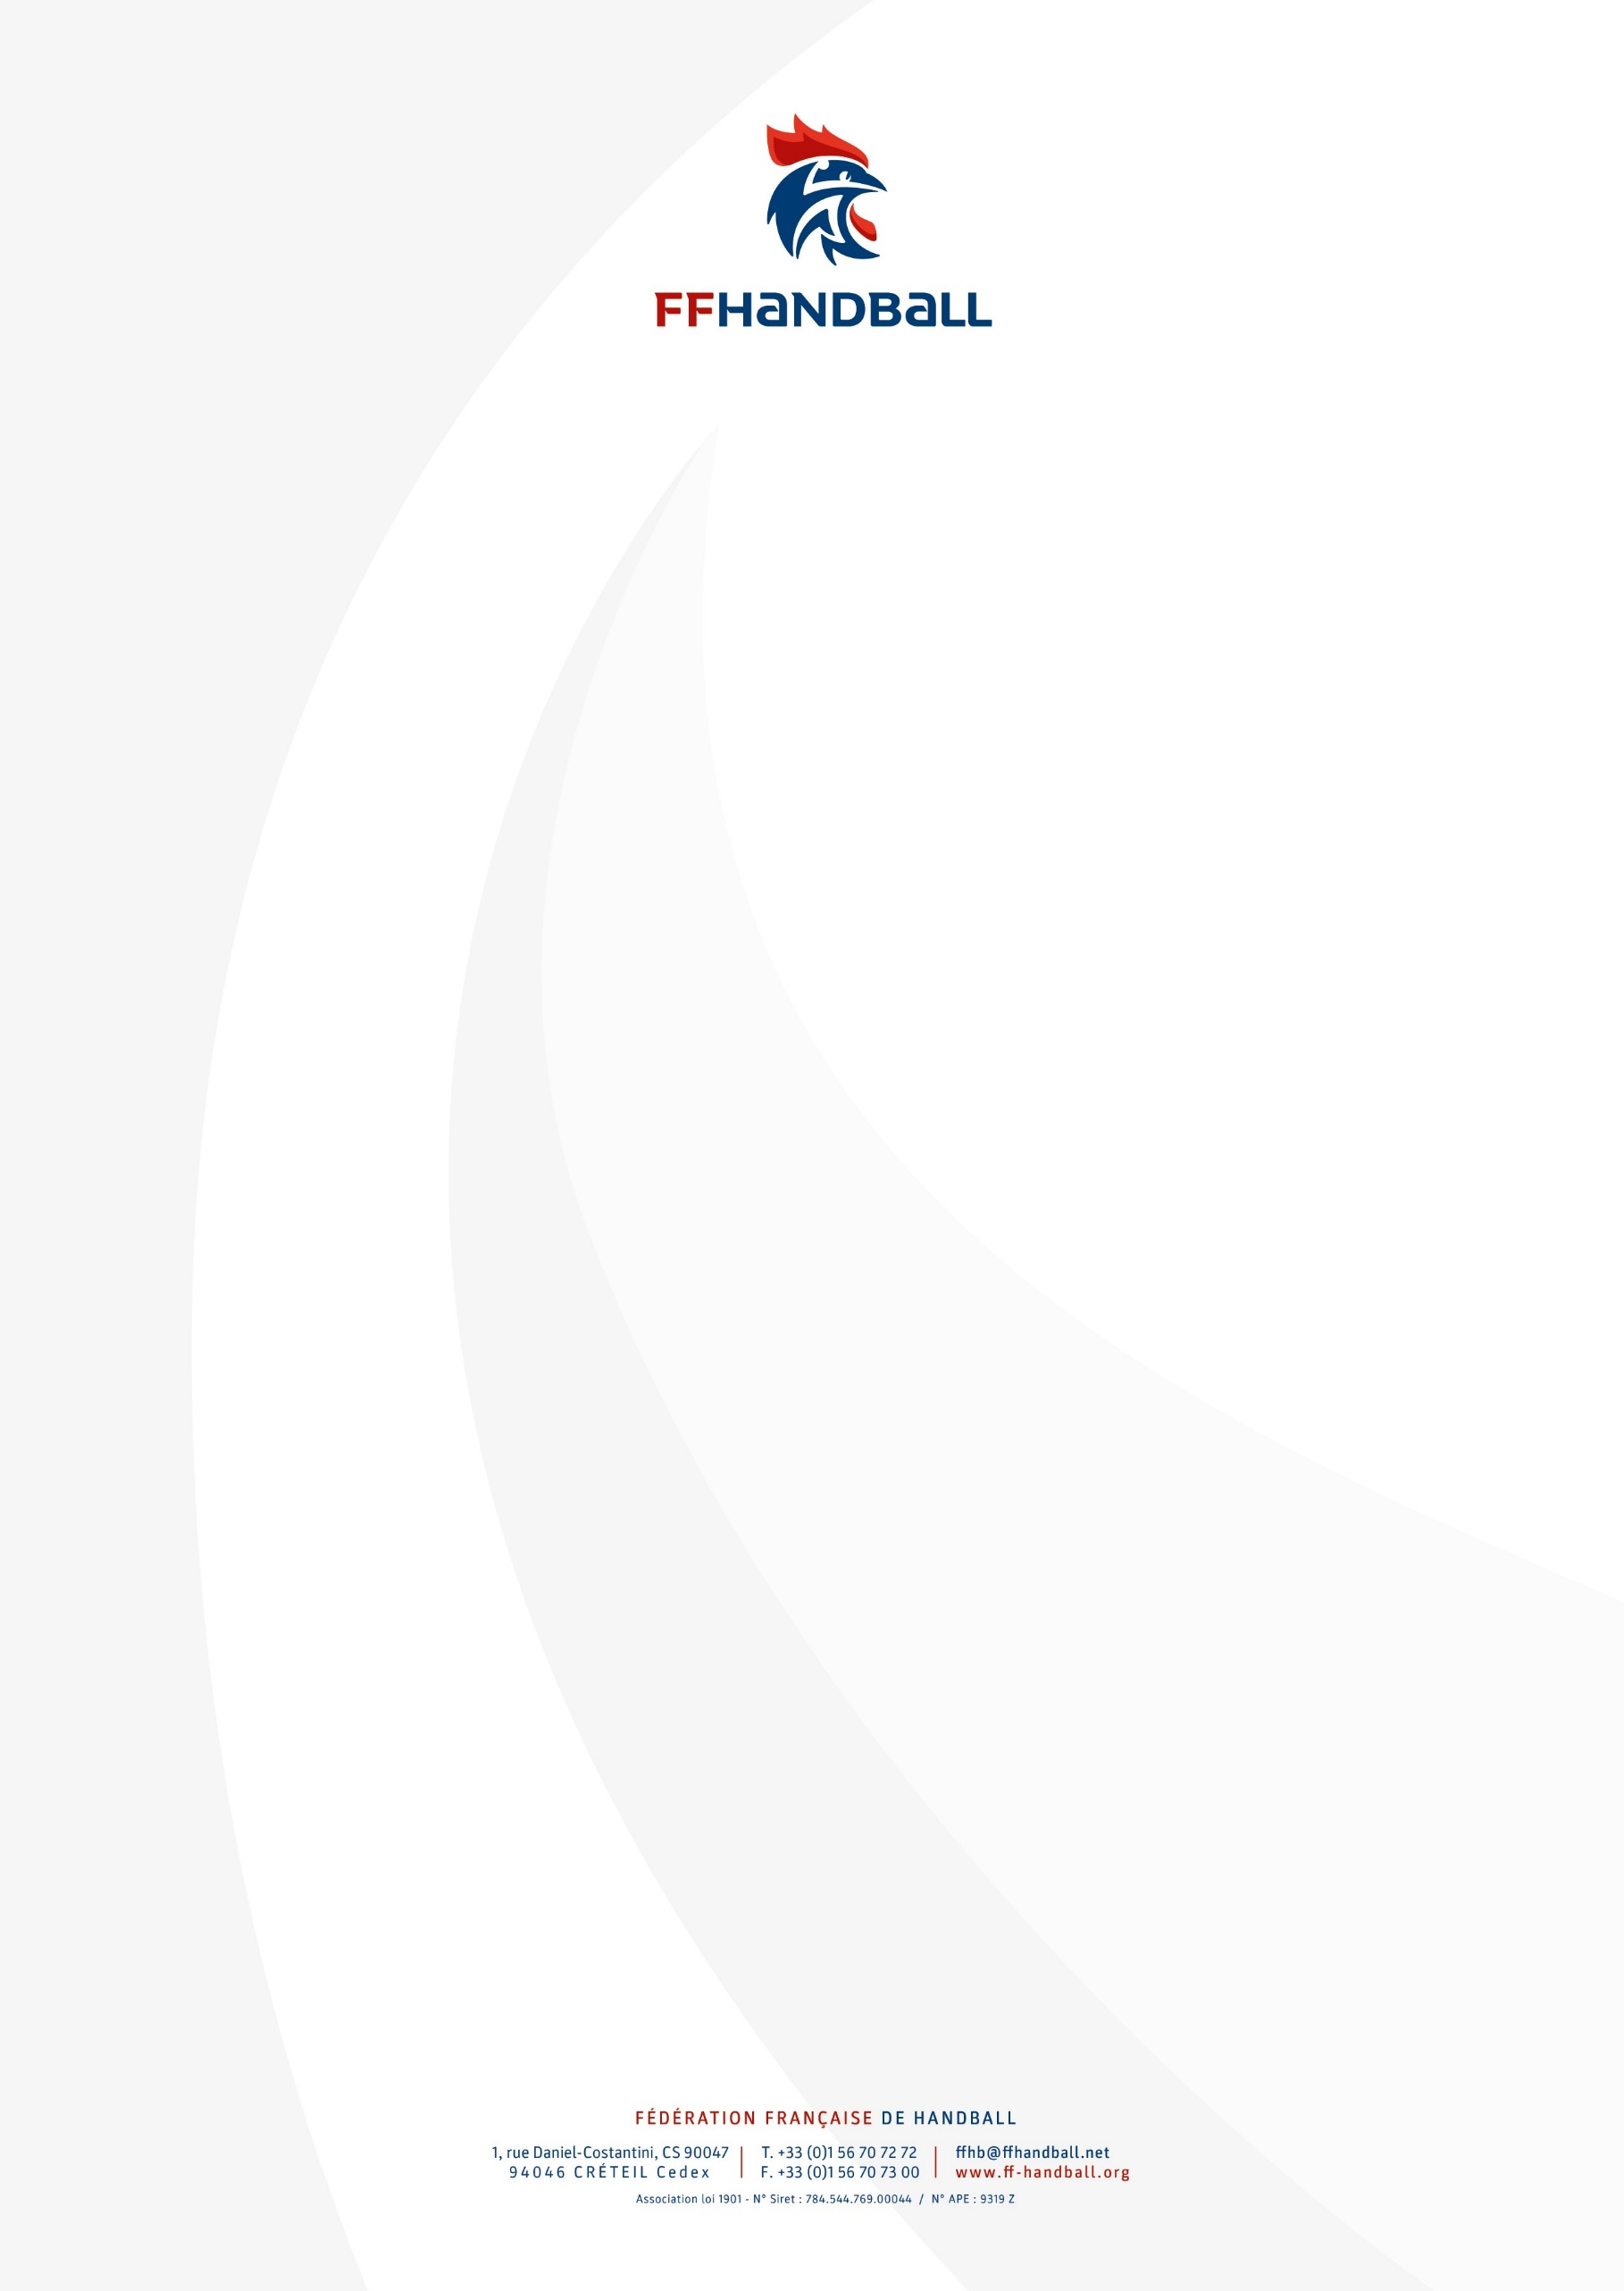 FFHANDBALL
FÉDÉRATION FRANÇAISE DE HANDBALL
1, rue Daniel-Costantini, CS 90047
94046 CRÉTEIL Cedex
T. +33 (0)1 56 70 72 72
F. +33 (0)1 56 70 73 00
ffhb@ffhandball.net
www.ff-handball.org
Association loi 1901 - N° Siret : 784.544.769.00044 / N° APE : 9319 Z